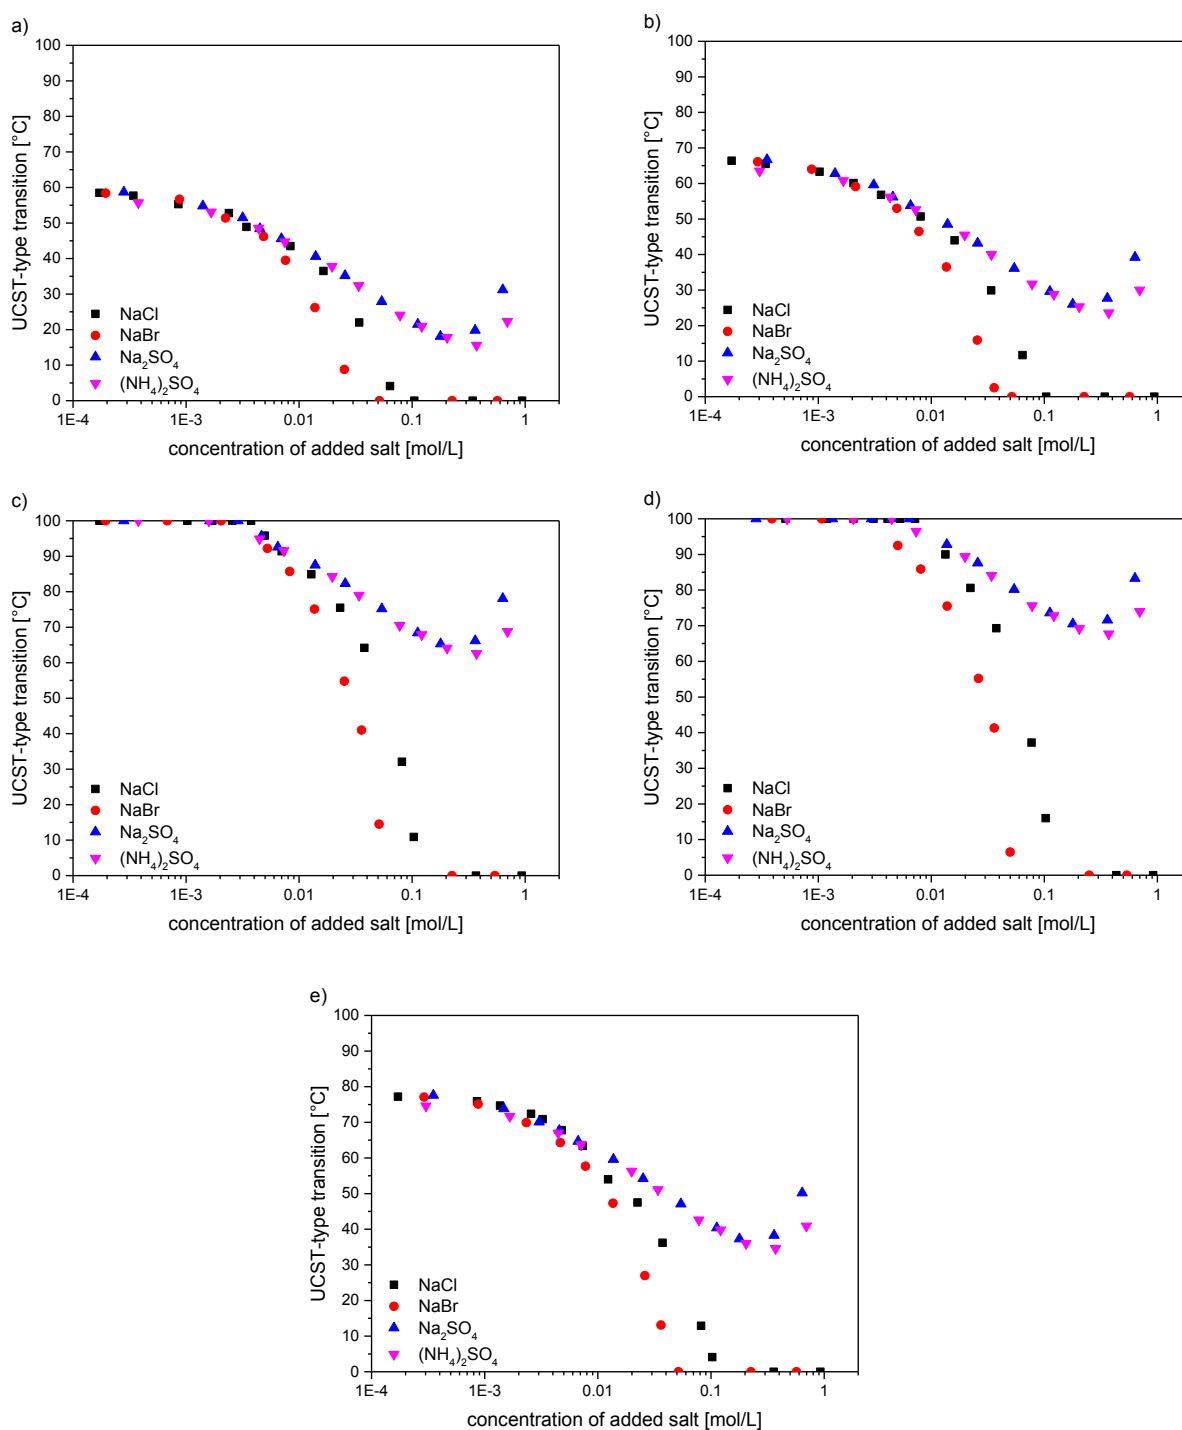 a)
100
90
80
70
60
50
40
30
20
10
0
UCST-type transition [°C]
NaCl
NaBr
Na₂SO₄
(NH₄)₂SO₄
1E-4 1E-3 0.01 0.1 1
concentration of added salt [mol/L]
b)
100
90
80
70
60
50
40
30
20
10
0
UCST-type transition [°C]
NaCl
NaBr
Na₂SO₄
(NH₄)₂SO₄
1E-4 1E-3 0.01 0.1 1
concentration of added salt [mol/L]
c)
100
90
80
70
60
50
40
30
20
10
0
UCST-type transition [°C]
NaCl
NaBr
Na₂SO₄
(NH₄)₂SO₄
1E-4 1E-3 0.01 0.1 1
concentration of added salt [mol/L]
d)
100
90
80
70
60
50
40
30
20
10
0
UCST-type transition [°C]
NaCl
NaBr
Na₂SO₄
(NH₄)₂SO₄
1E-4 1E-3 0.01 0.1 1
concentration of added salt [mol/L]
e)
100
90
80
70
60
50
40
30
20
10
0
UCST-type transition [°C]
NaCl
NaBr
Na₂SO₄
(NH₄)₂SO₄
1E-4 1E-3 0.01 0.1 1
concentration of added salt [mol/L]